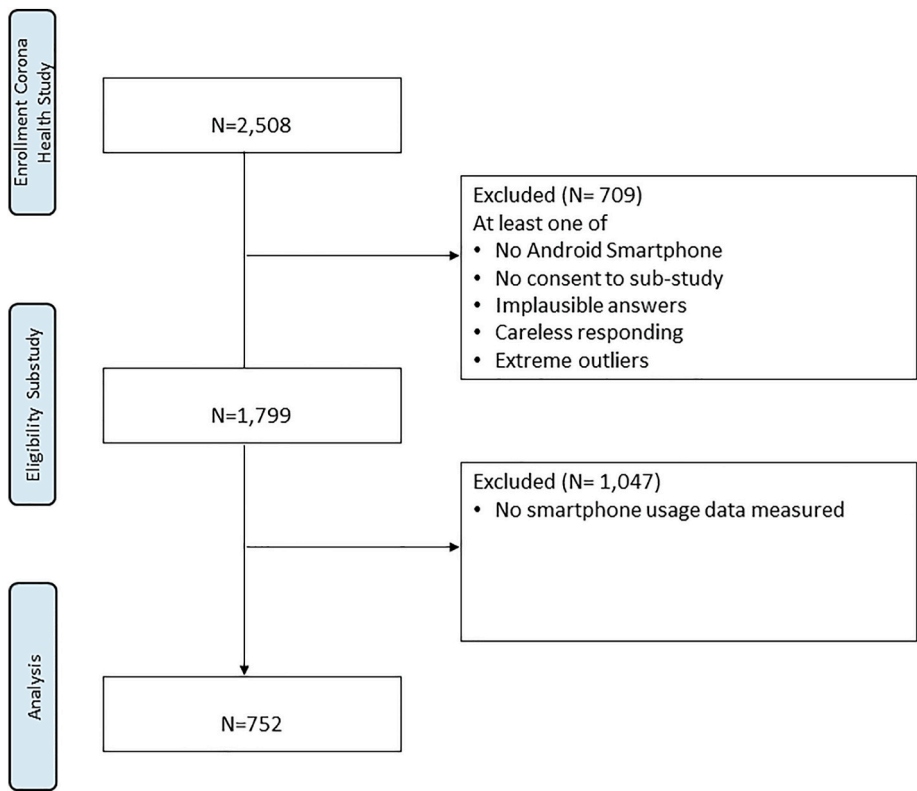 Enrollment Corona
Health Study
N=2,508
Excluded (N= 709)
At least one of
• No Android Smartphone
• No consent to sub-study
• Implausible answers
• Careless responding
• Extreme outliers
Eligibility Substudy
N=1,799
Excluded (N= 1,047)
• No smartphone usage data measured
Analysis
N=752